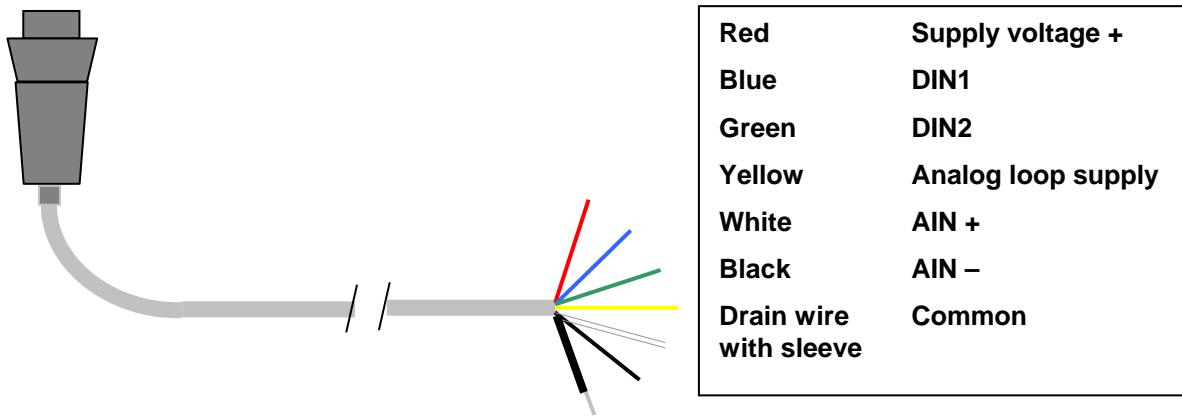 Red Supply voltage +
Blue DIN1
Green DIN2
Yellow Analog loop supply
White AIN +
Black AIN –
Drain wire Common
with sleeve